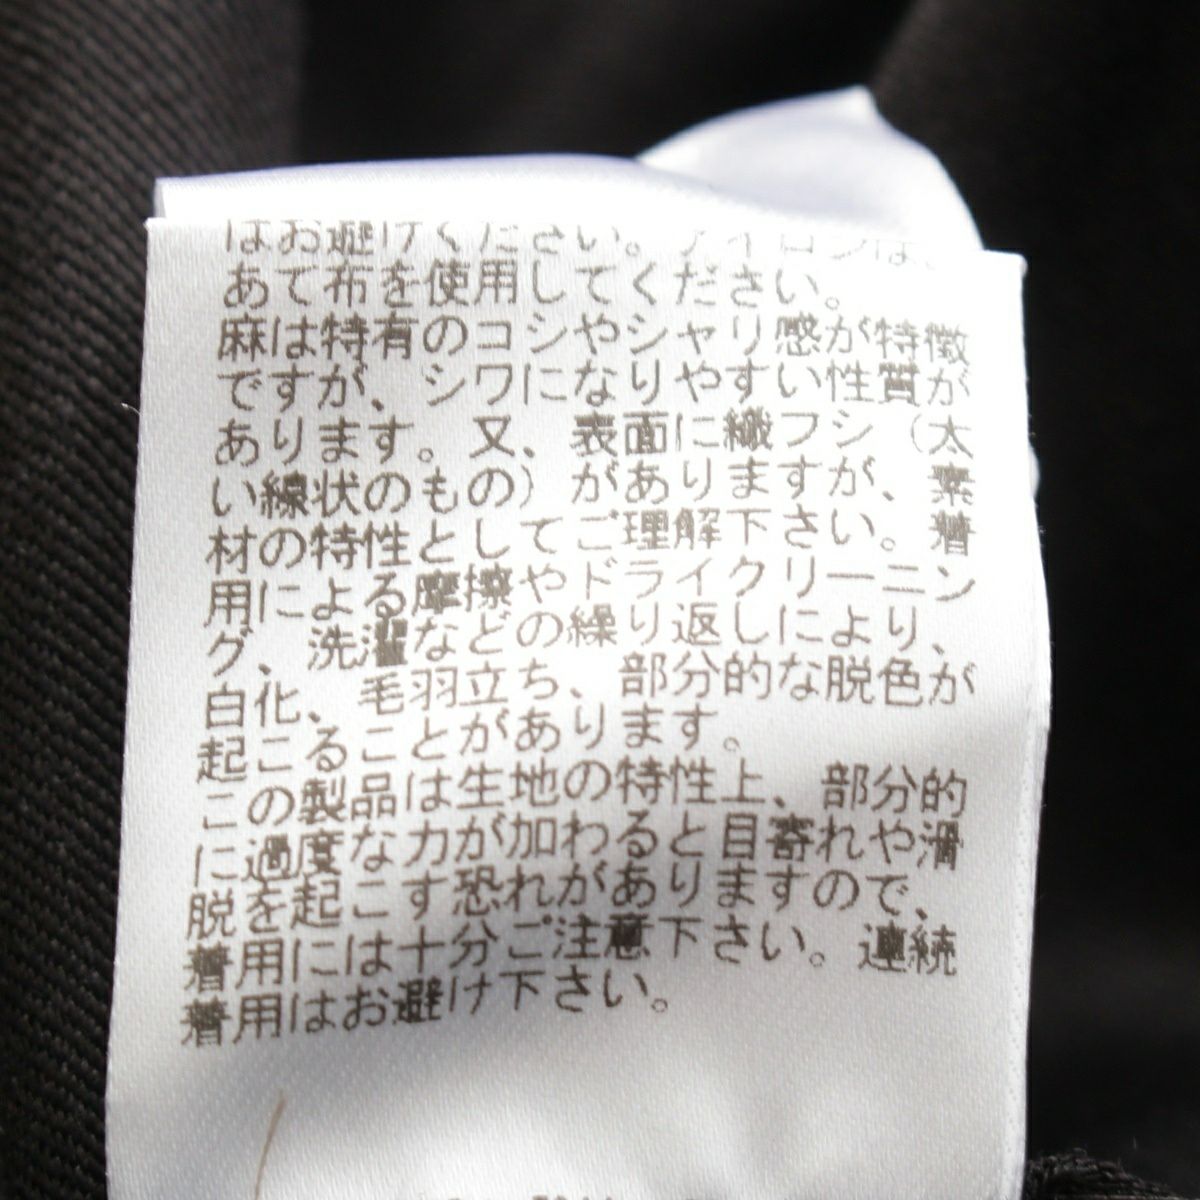 はお避けください。アイロンは、
あて布を使用してください。
麻は特有のコシやシャリ感が特徴
ですが、シワになりやすい性質が
あります。又、表面に繊フシ（太
い線状のもの）がありますが、素
材の特性としてご理解下さい。着
用による摩擦やドライクリーニン
グ、洗濯などの繰り返しにより、
白化、毛羽立ち、部分的な脱色が
起こることがあります。
この製品は生地の特性上、部分的
に過度な力が加わると目寄れや滑
脱を起こす恐れがありますので、
着用には十分ご注意下さい。連続
着用はお避け下さい。